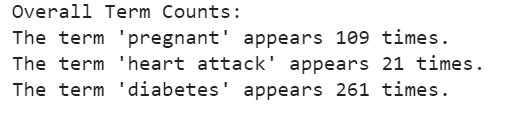 Overall Term Counts:
The term 'pregnant' appears 109 times.
The term 'heart attack' appears 21 times.
The term 'diabetes' appears 261 times.